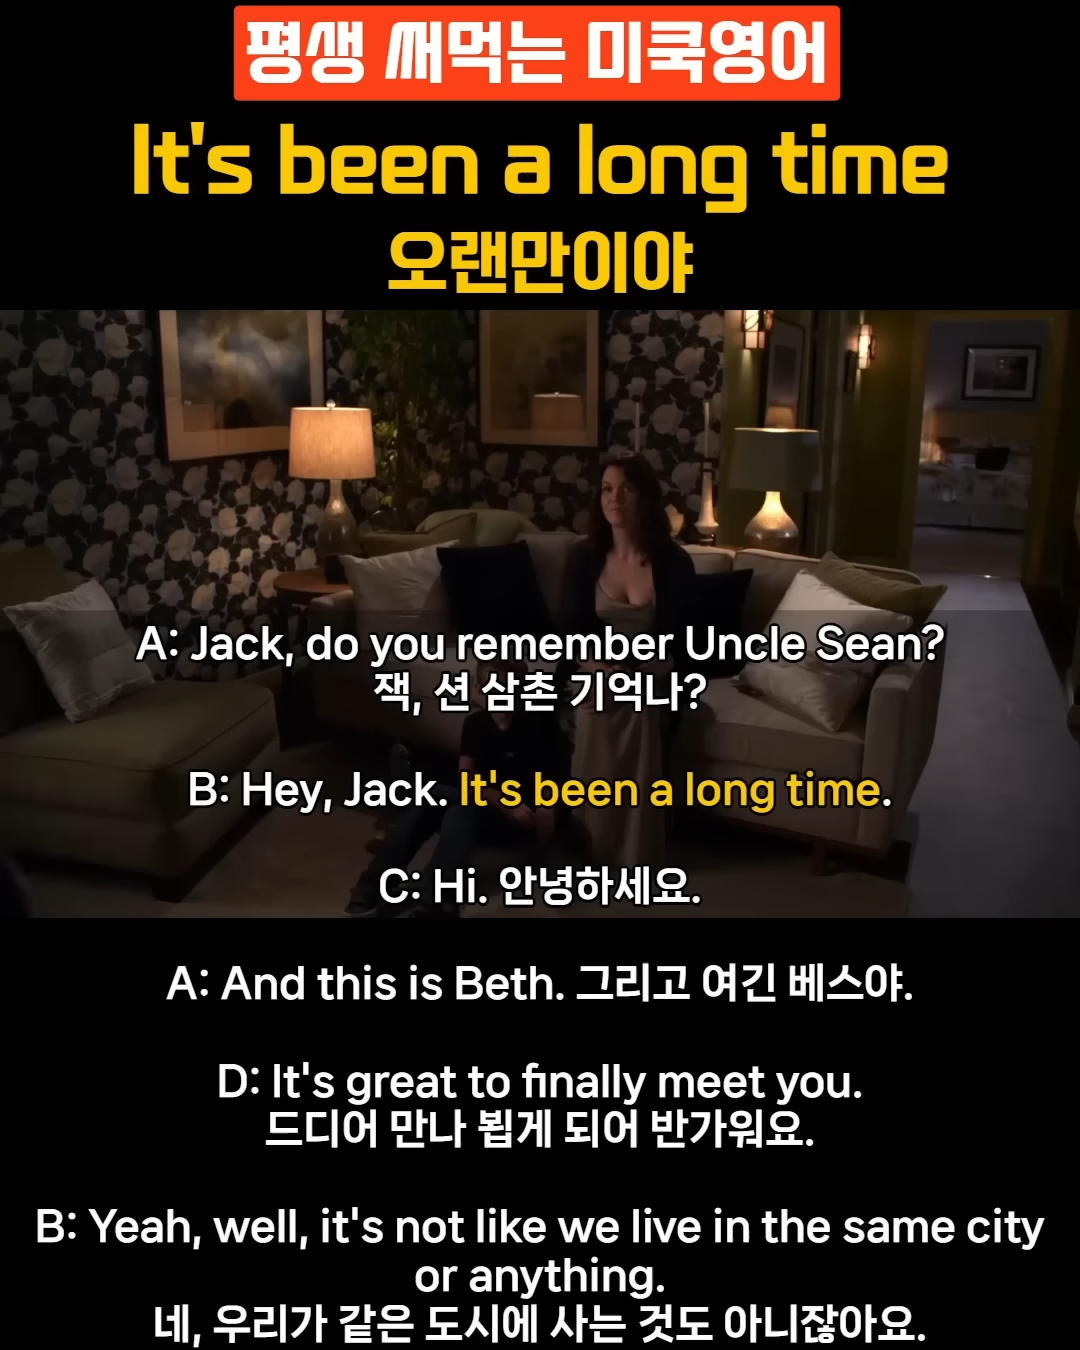 평생 써먹는 미쿡영어
It's been a long time
오랜만이야
A: Jack, do you remember Uncle Sean?
잭, 션 삼촌 기억나?
B: Hey, Jack. It's been a long time.
C: Hi. 안녕하세요.
A: And this is Beth. 그리고 여긴 베스야.
D: It's great to finally meet you.
드디어 만나 뵙게 되어 반가워요.
B: Yeah, well, it's not like we live in the same city
or anything.
네, 우리가 같은 도시에 사는 것도 아니잖아요.